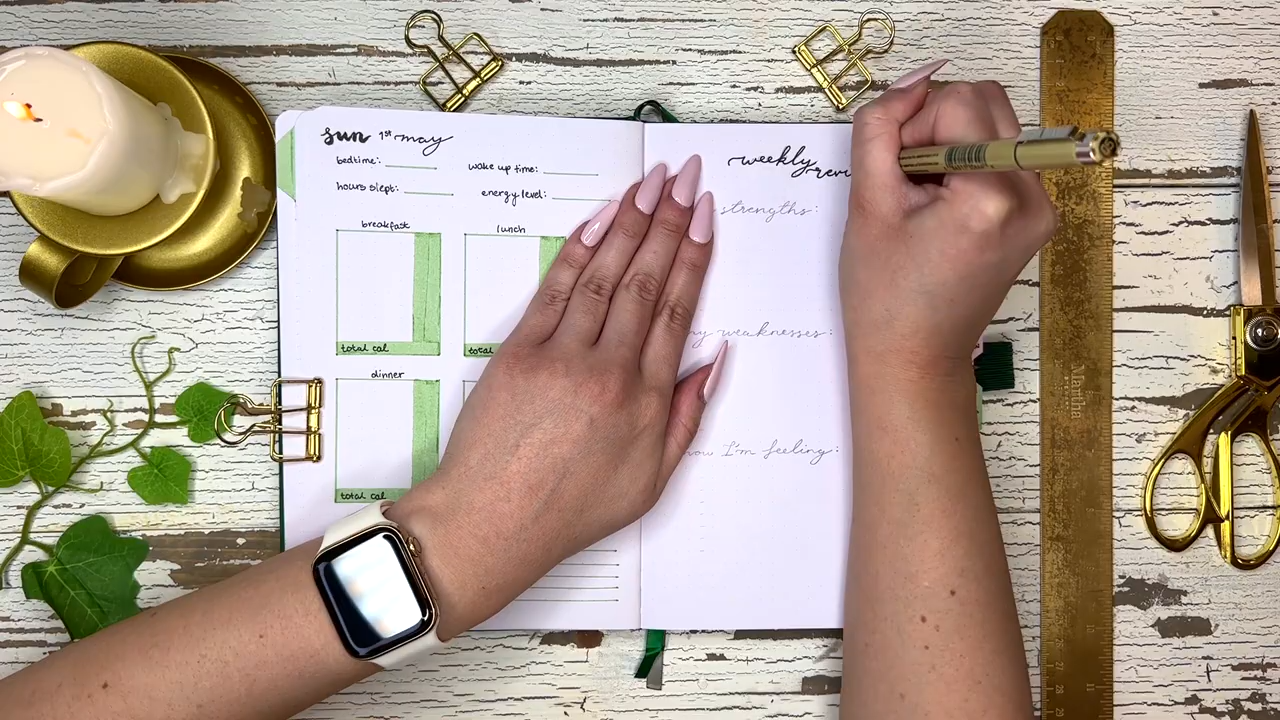 sun 1st may
bedtime:
wake up time:
hours slept:
energy level:
breakfast
lunch
total cal
total
dinner
total cal
weekly
strengths:
weaknesses:
I'm feeling:
Martha